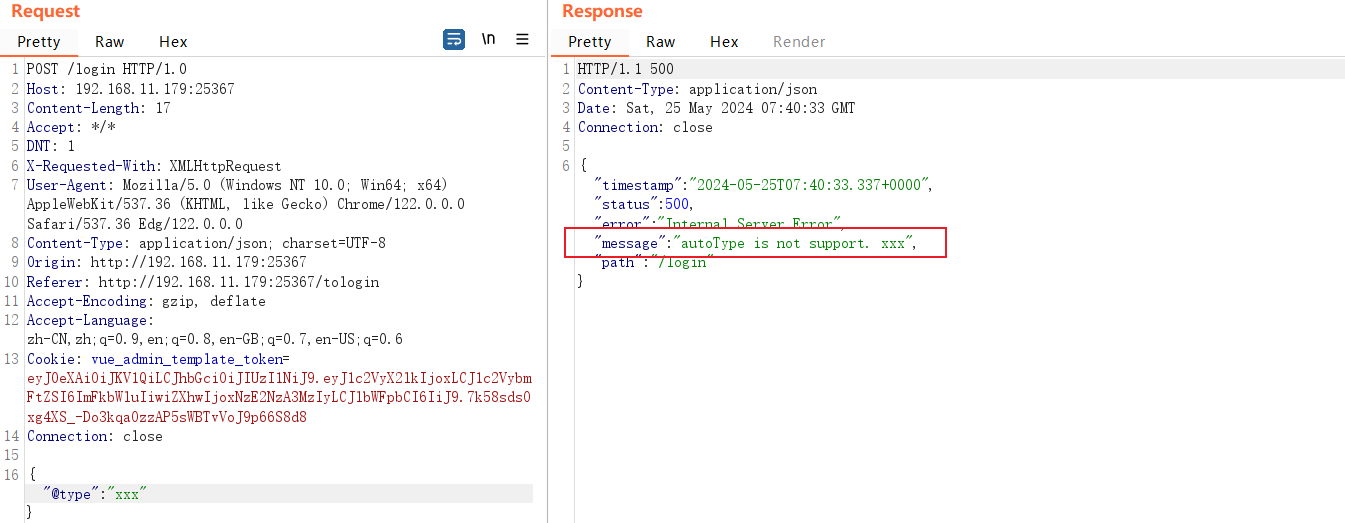 Request
Pretty Raw Hex
\n
1 POST /login HTTP/1.0
2 Host: 192.168.11.179:25367
3 Content-Length: 17
4 Accept: */*
5 DNT: 1
6 X-Requested-With: XMLHttpRequest
7 User-Agent: Mozilla/5.0 (Windows NT 10.0; Win64; x64)
AppleWebKit/537.36 (KHTML, like Gecko) Chrome/122.0.0.0
Safari/537.36 Edg/122.0.0.0
8 Content-Type: application/json; charset=UTF-8
9 Origin: http://192.168.11.179:25367
10 Referer: http://192.168.11.179:25367/tologin
11 Accept-Encoding: gzip, deflate
12 Accept-Language:
zh-CN,zh;q=0.9,en;q=0.8,en-GB;q=0.7,en-US;q=0.6
13 Cookie: vue_admin_template_token=
eyJ0eXAiOiJKV1QiLCJhbGciOiJIUzI1NiJ9.eyJ1c2VyX2lkIjoxLCJ1c2Vybm
FtZSI6ImFkbWluIiwiZXhwIjoxNzE2NzA3MzIyLCJlbWFpbCI6IiJ9.7k58sds0
xg4XS_-Do3kqa0zzAP5sWBTvVoJ9p66S8d8
14 Connection: close
15
16 {
"@type":"xxx"
}
Response
Pretty Raw Hex Render
1 HTTP/1.1 500
2 Content-Type: application/json
3 Date: Sat, 25 May 2024 07:40:33 GMT
4 Connection: close
5
6 {
"timestamp":"2024-05-25T07:40:33.337+0000",
"status":500,
"error":"Internal Server Error",
"message":"autoType is not support. xxx",
"path":"/login"
}